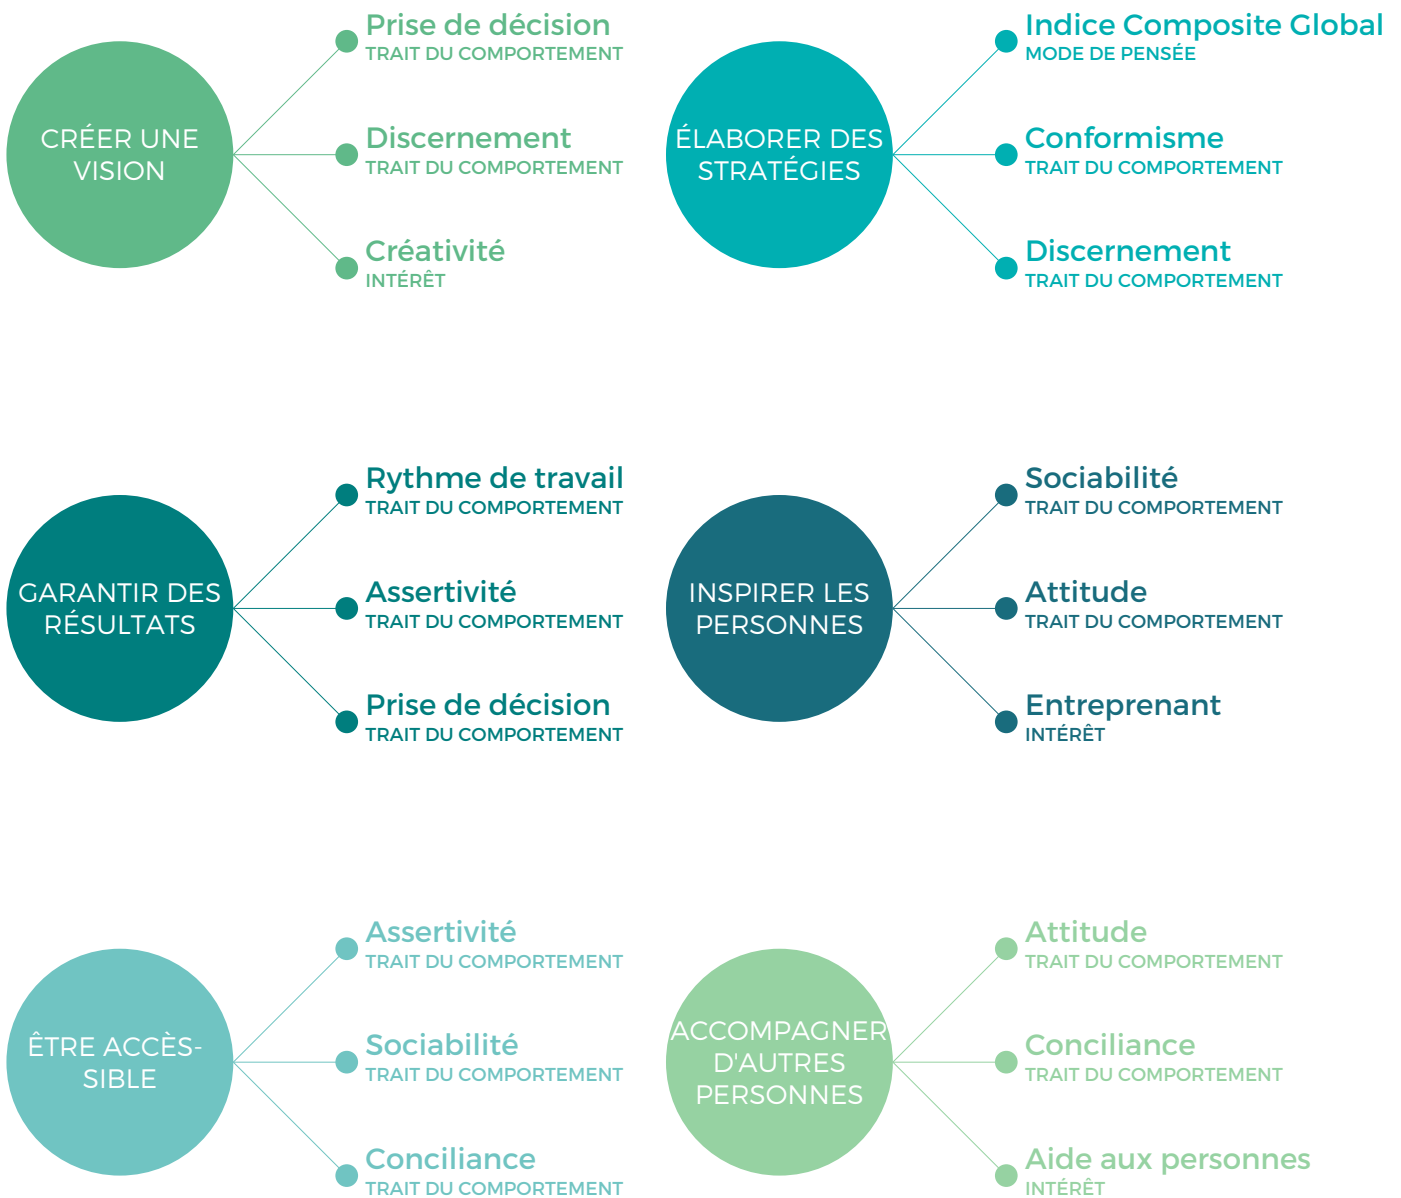 CRÉER UNE
VISION
Prise de décision
TRAIT DU COMPORTEMENT
Discernement
TRAIT DU COMPORTEMENT
Créativité
INTÉRÊT
ÉLABORER DES
STRATÉGIES
Indice Composite Global
MODE DE PENSÉE
Conformisme
TRAIT DU COMPORTEMENT
Discernement
TRAIT DU COMPORTEMENT
GARANTIR DES
RÉSULTATS
Rythme de travail
TRAIT DU COMPORTEMENT
Assertivité
TRAIT DU COMPORTEMENT
Prise de décision
TRAIT DU COMPORTEMENT
INSPIRER LES
PERSONNES
Sociabilité
TRAIT DU COMPORTEMENT
Attitude
TRAIT DU COMPORTEMENT
Entreprenant
INTÉRÊT
ÊTRE ACCÈS-
SIBLE
Assertivité
TRAIT DU COMPORTEMENT
Sociabilité
TRAIT DU COMPORTEMENT
Conciliance
TRAIT DU COMPORTEMENT
ACCOMPAGNER
D'AUTRES
PERSONNES
Attitude
TRAIT DU COMPORTEMENT
Conciliance
TRAIT DU COMPORTEMENT
Aide aux personnes
INTÉRÊT